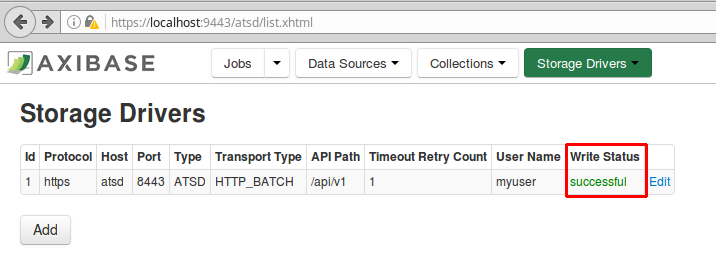 https://localhost:9443/atsd/list.xhtml
AXIBASE Jobs Data Sources Collections Storage Drivers
Storage Drivers
Id Protocol Host Port Type Transport Type API Path Timeout Retry Count User Name Write Status
1 https atsd 8443 ATSD HTTP_BATCH /api/v1 1 myuser successful Edit
Add